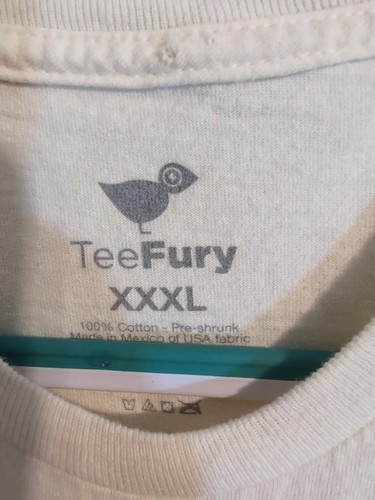 TeeFury
XXXL
100% Cotton - Pre-shrunk
Made in Mexico of USA fabric